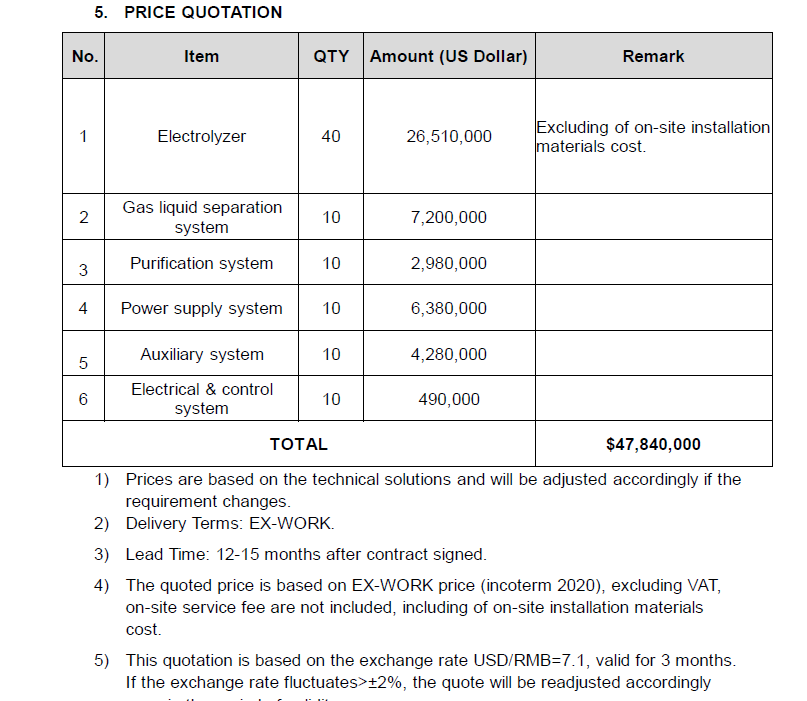 5. PRICE QUOTATION
No. Item QTY Amount (US Dollar) Remark
1 Electrolyzer 40 26,510,000 Excluding of on-site installation
materials cost.
2 Gas liquid separation
system 10 7,200,000
3 Purification system 10 2,980,000
4 Power supply system 10 6,380,000
5 Auxiliary system 10 4,280,000
6 Electrical & control
system 10 490,000
TOTAL $47,840,000
1) Prices are based on the technical solutions and will be adjusted accordingly if the
requirement changes.
2) Delivery Terms: EX-WORK.
3) Lead Time: 12-15 months after contract signed.
4) The quoted price is based on EX-WORK price (incoterm 2020), excluding VAT,
on-site service fee are not included, including of on-site installation materials
cost.
5) This quotation is based on the exchange rate USD/RMB=7.1, valid for 3 months.
If the exchange rate fluctuates>±2%, the quote will be readjusted accordingly